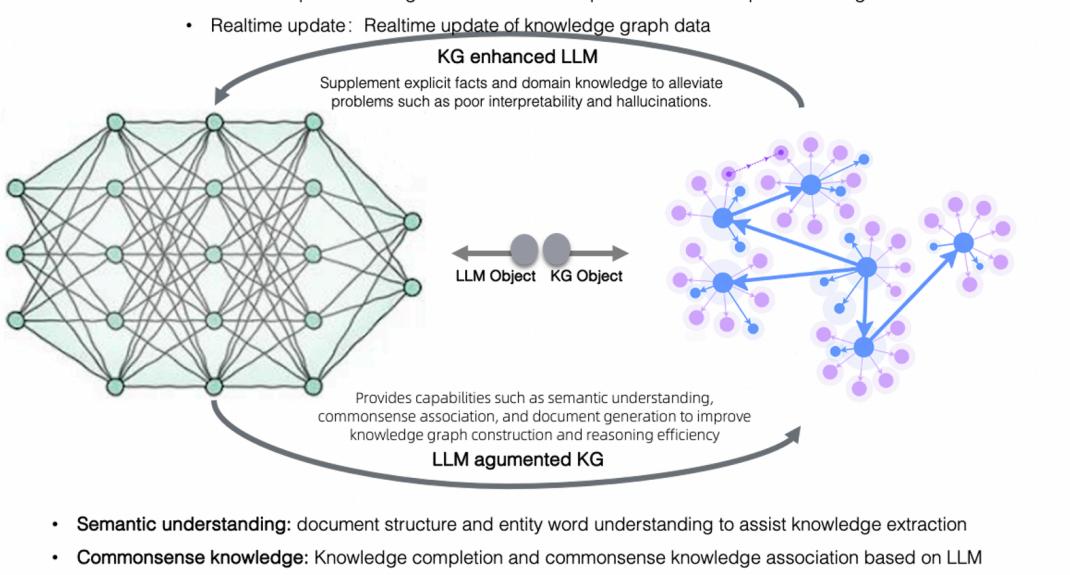 • Realtime update: Realtime update of knowledge graph data
KG enhanced LLM
Supplement explicit facts and domain knowledge to alleviate
problems such as poor interpretability and hallucinations.
LLM Object KG Object
Provides capabilities such as semantic understanding,
commonsense association, and document generation to improve
knowledge graph construction and reasoning efficiency
LLM agumented KG
• Semantic understanding: document structure and entity word understanding to assist knowledge extraction
• Commonsense knowledge: Knowledge completion and commonsense knowledge association based on LLM